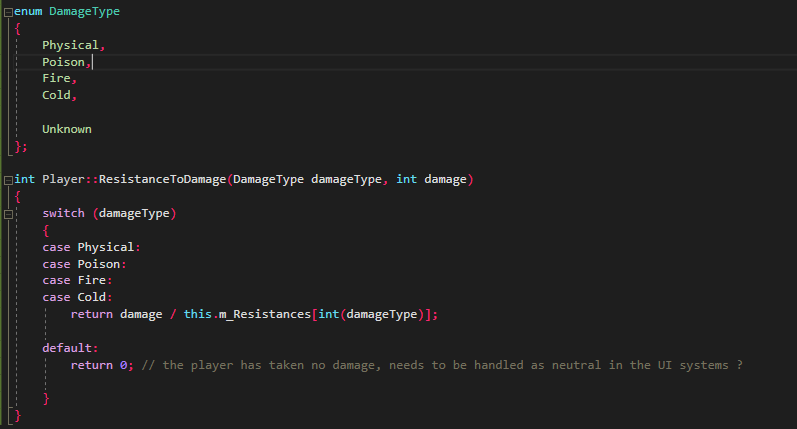 enum DamageType
{
    Physical,
    Poison,
    Fire,
    Cold,

    Unknown
};

int Player::ResistanceToDamage(DamageType damageType, int damage)
{
    switch (damageType)
    {
    case Physical:
    case Poison:
    case Fire:
    case Cold:
        return damage / this.m_Resistances[int(damageType)];

    default:
        return 0; // the player has taken no damage, needs to be handled as neutral in the UI systems ?

    }
}